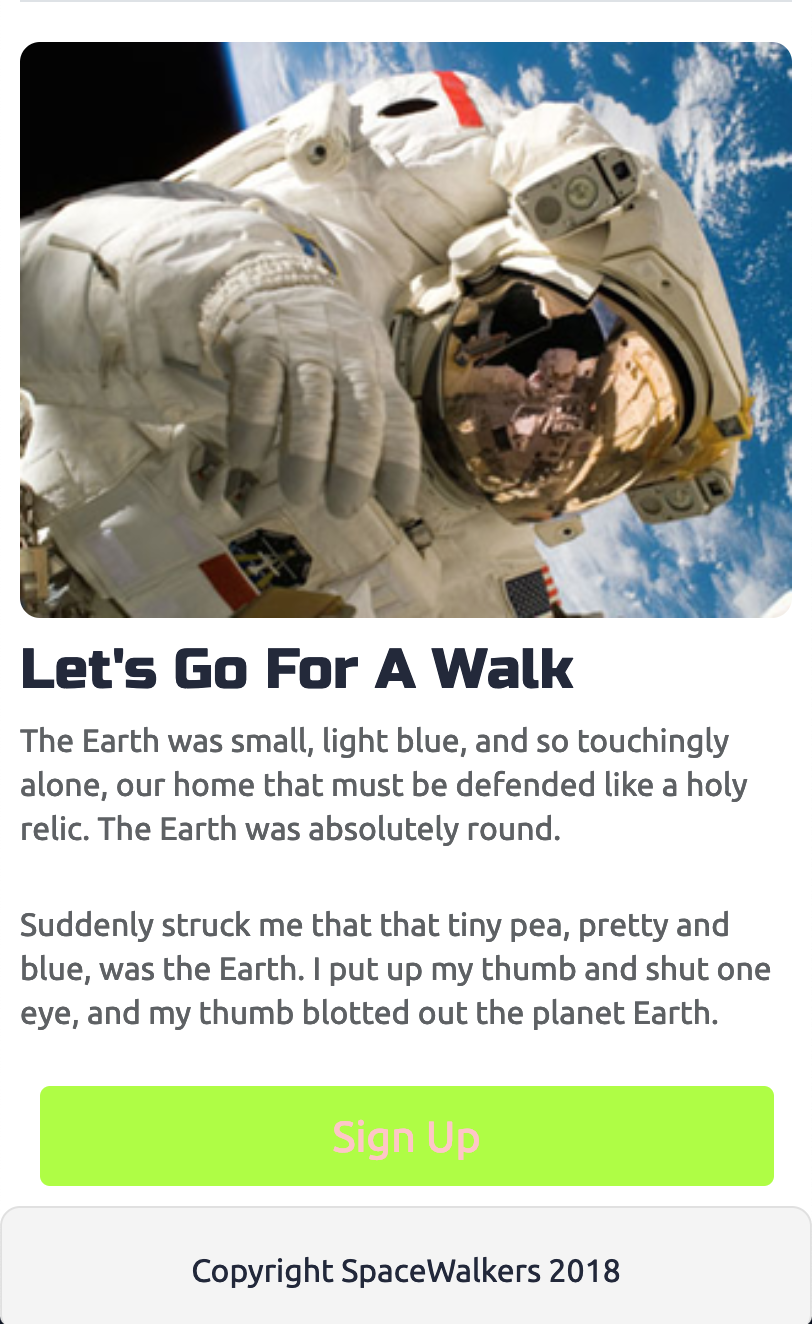 Let's Go For A Walk
The Earth was small, light blue, and so touchingly
alone, our home that must be defended like a holy
relic. The Earth was absolutely round.
Suddenly struck me that that tiny pea, pretty and
blue, was the Earth. I put up my thumb and shut one
eye, and my thumb blotted out the planet Earth.
Sign Up
Copyright SpaceWalkers 2018